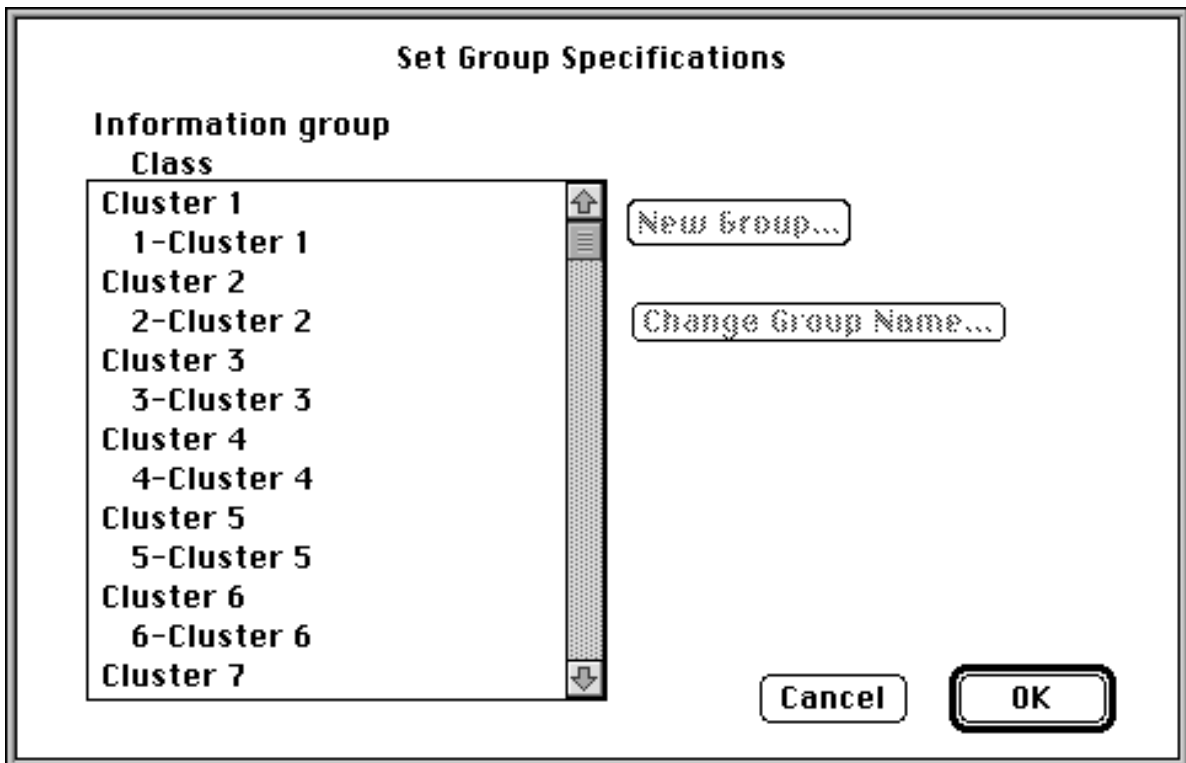 Set Group Specifications
Information group
Class
Cluster 1
1-Cluster 1
Cluster 2
2-Cluster 2
Cluster 3
3-Cluster 3
Cluster 4
4-Cluster 4
Cluster 5
5-Cluster 5
Cluster 6
6-Cluster 6
Cluster 7
New Group...
Change Group Name...
Cancel
OK